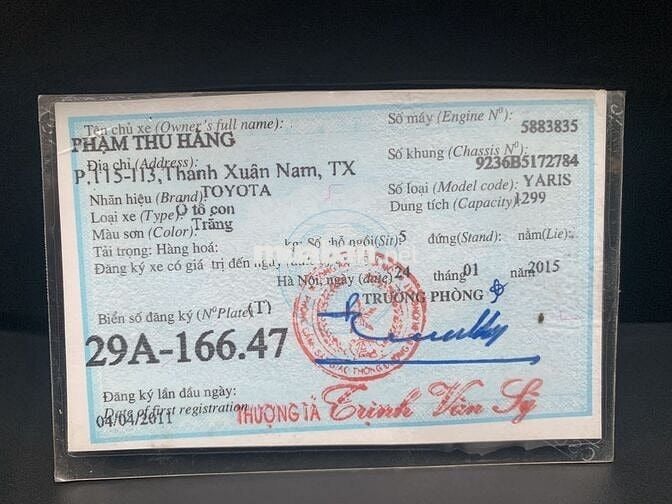 Tên chủ xe (Owner's full name):
PHẠM THU HẰNG
Địa chỉ (Address):
P.115-I13,Thanh Xuân Nam, TX
Nhãn hiệu (Brand): TOYOTA
Loại xe (Type): Ô tô con
Màu sơn (Color): Trắng
Số máy (Engine Nº): 5883835
Số khung (Chassis Nº): 9236B5172784
Số loại (Model code): YARIS
Dung tích (Capacity): 1299
Tải trọng: Hàng hoá: kg: Số chỗ ngồi(Sit): 5 đứng(Stand): nằm(Lie):
Đăng ký xe có giá trị đến ngày
Hà Nội, ngày (date) 24 tháng 01 năm 2015
TRƯỞNG PHÒNG
Biển số đăng ký (NºPlate) (T)
29A-166.47
Đăng ký lần đầu ngày:
Date of first registration
04/04/2011
THƯỢNG TÁ Trịnh Văn Sỹ